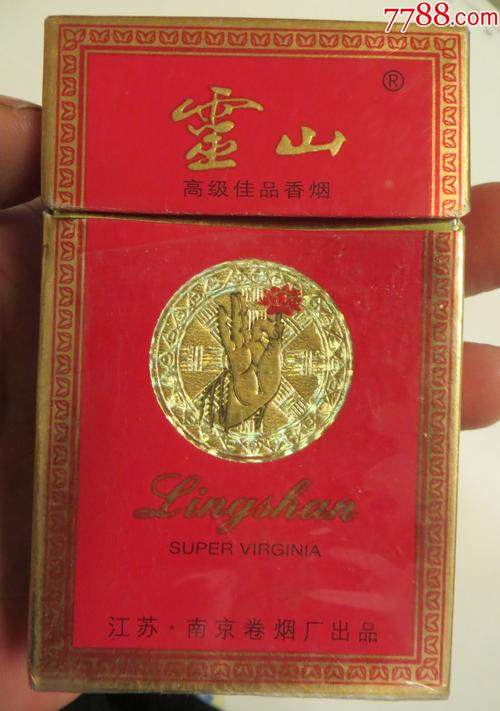 7788.com
®
靈山
高级佳品香烟
Lingshan
SUPER VIRGINIA
江苏·南京卷烟厂出品